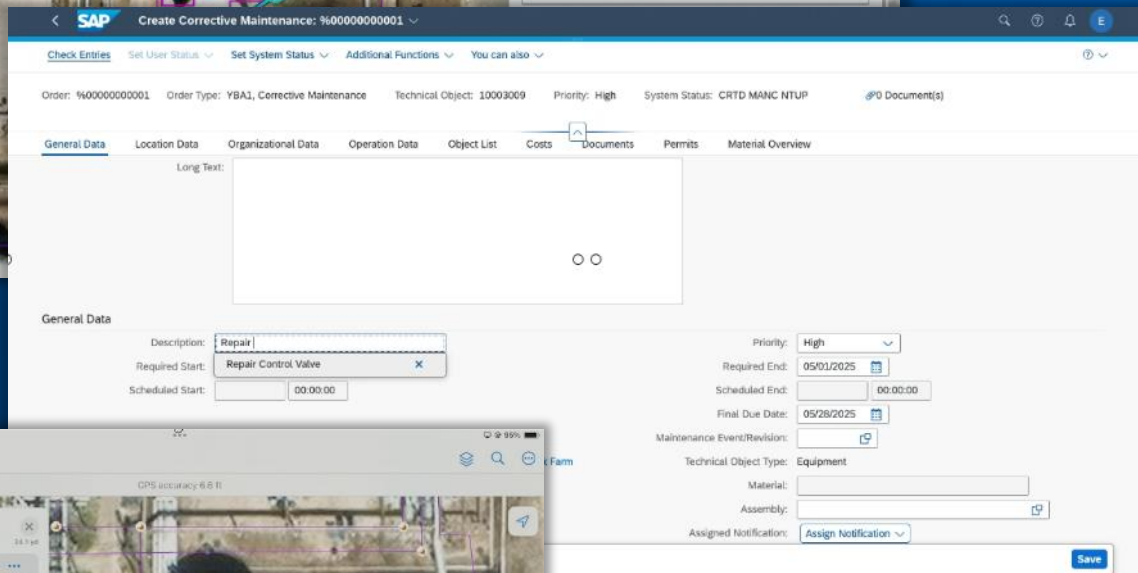 SAP Create Corrective Maintenance: %00000000001
E
Check Entries Set User Status Set System Status Additional Functions You can also
Order: %00000000001 Order Type: YBA1, Corrective Maintenance Technical Object: 10003009 Priority: High System Status: CRTD MANC NTUP 0 Document(s)
General Data Location Data Organizational Data Operation Data Object List Costs Documents Permits Material Overview
Long Text:
General Data
Description: Repair Priority: High
Repair Control Valve
Required Start: Required End: 05/01/2025
Scheduled Start: 00:00:00 Scheduled End: 00:00:00
Final Due Date: 05/28/2025
Maintenance Event/Revision:
Farm Technical Object Type: Equipment
Material:
Assembly:
Assigned Notification: Assign Notification
Save
96%
GPS accuracy 6.6 ft